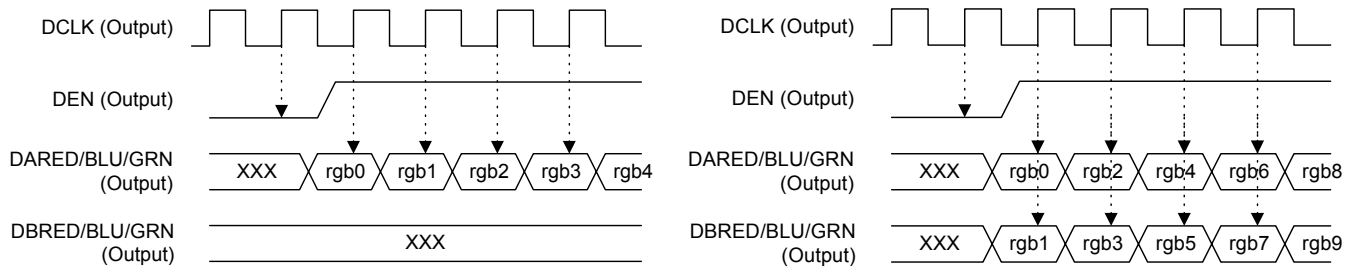 DCLK (Output)
DEN (Output)
DARED/BLU/GRN
(Output)
XXX rgb0 rgb1 rgb2 rgb3 rgb4
DBRED/BLU/GRN
(Output)
XXX
DCLK (Output)
DEN (Output)
DARED/BLU/GRN
(Output)
XXX rgb0 rgb2 rgb4 rgb6 rgb8
DBRED/BLU/GRN
(Output)
XXX rgb1 rgb3 rgb5 rgb7 rgb9